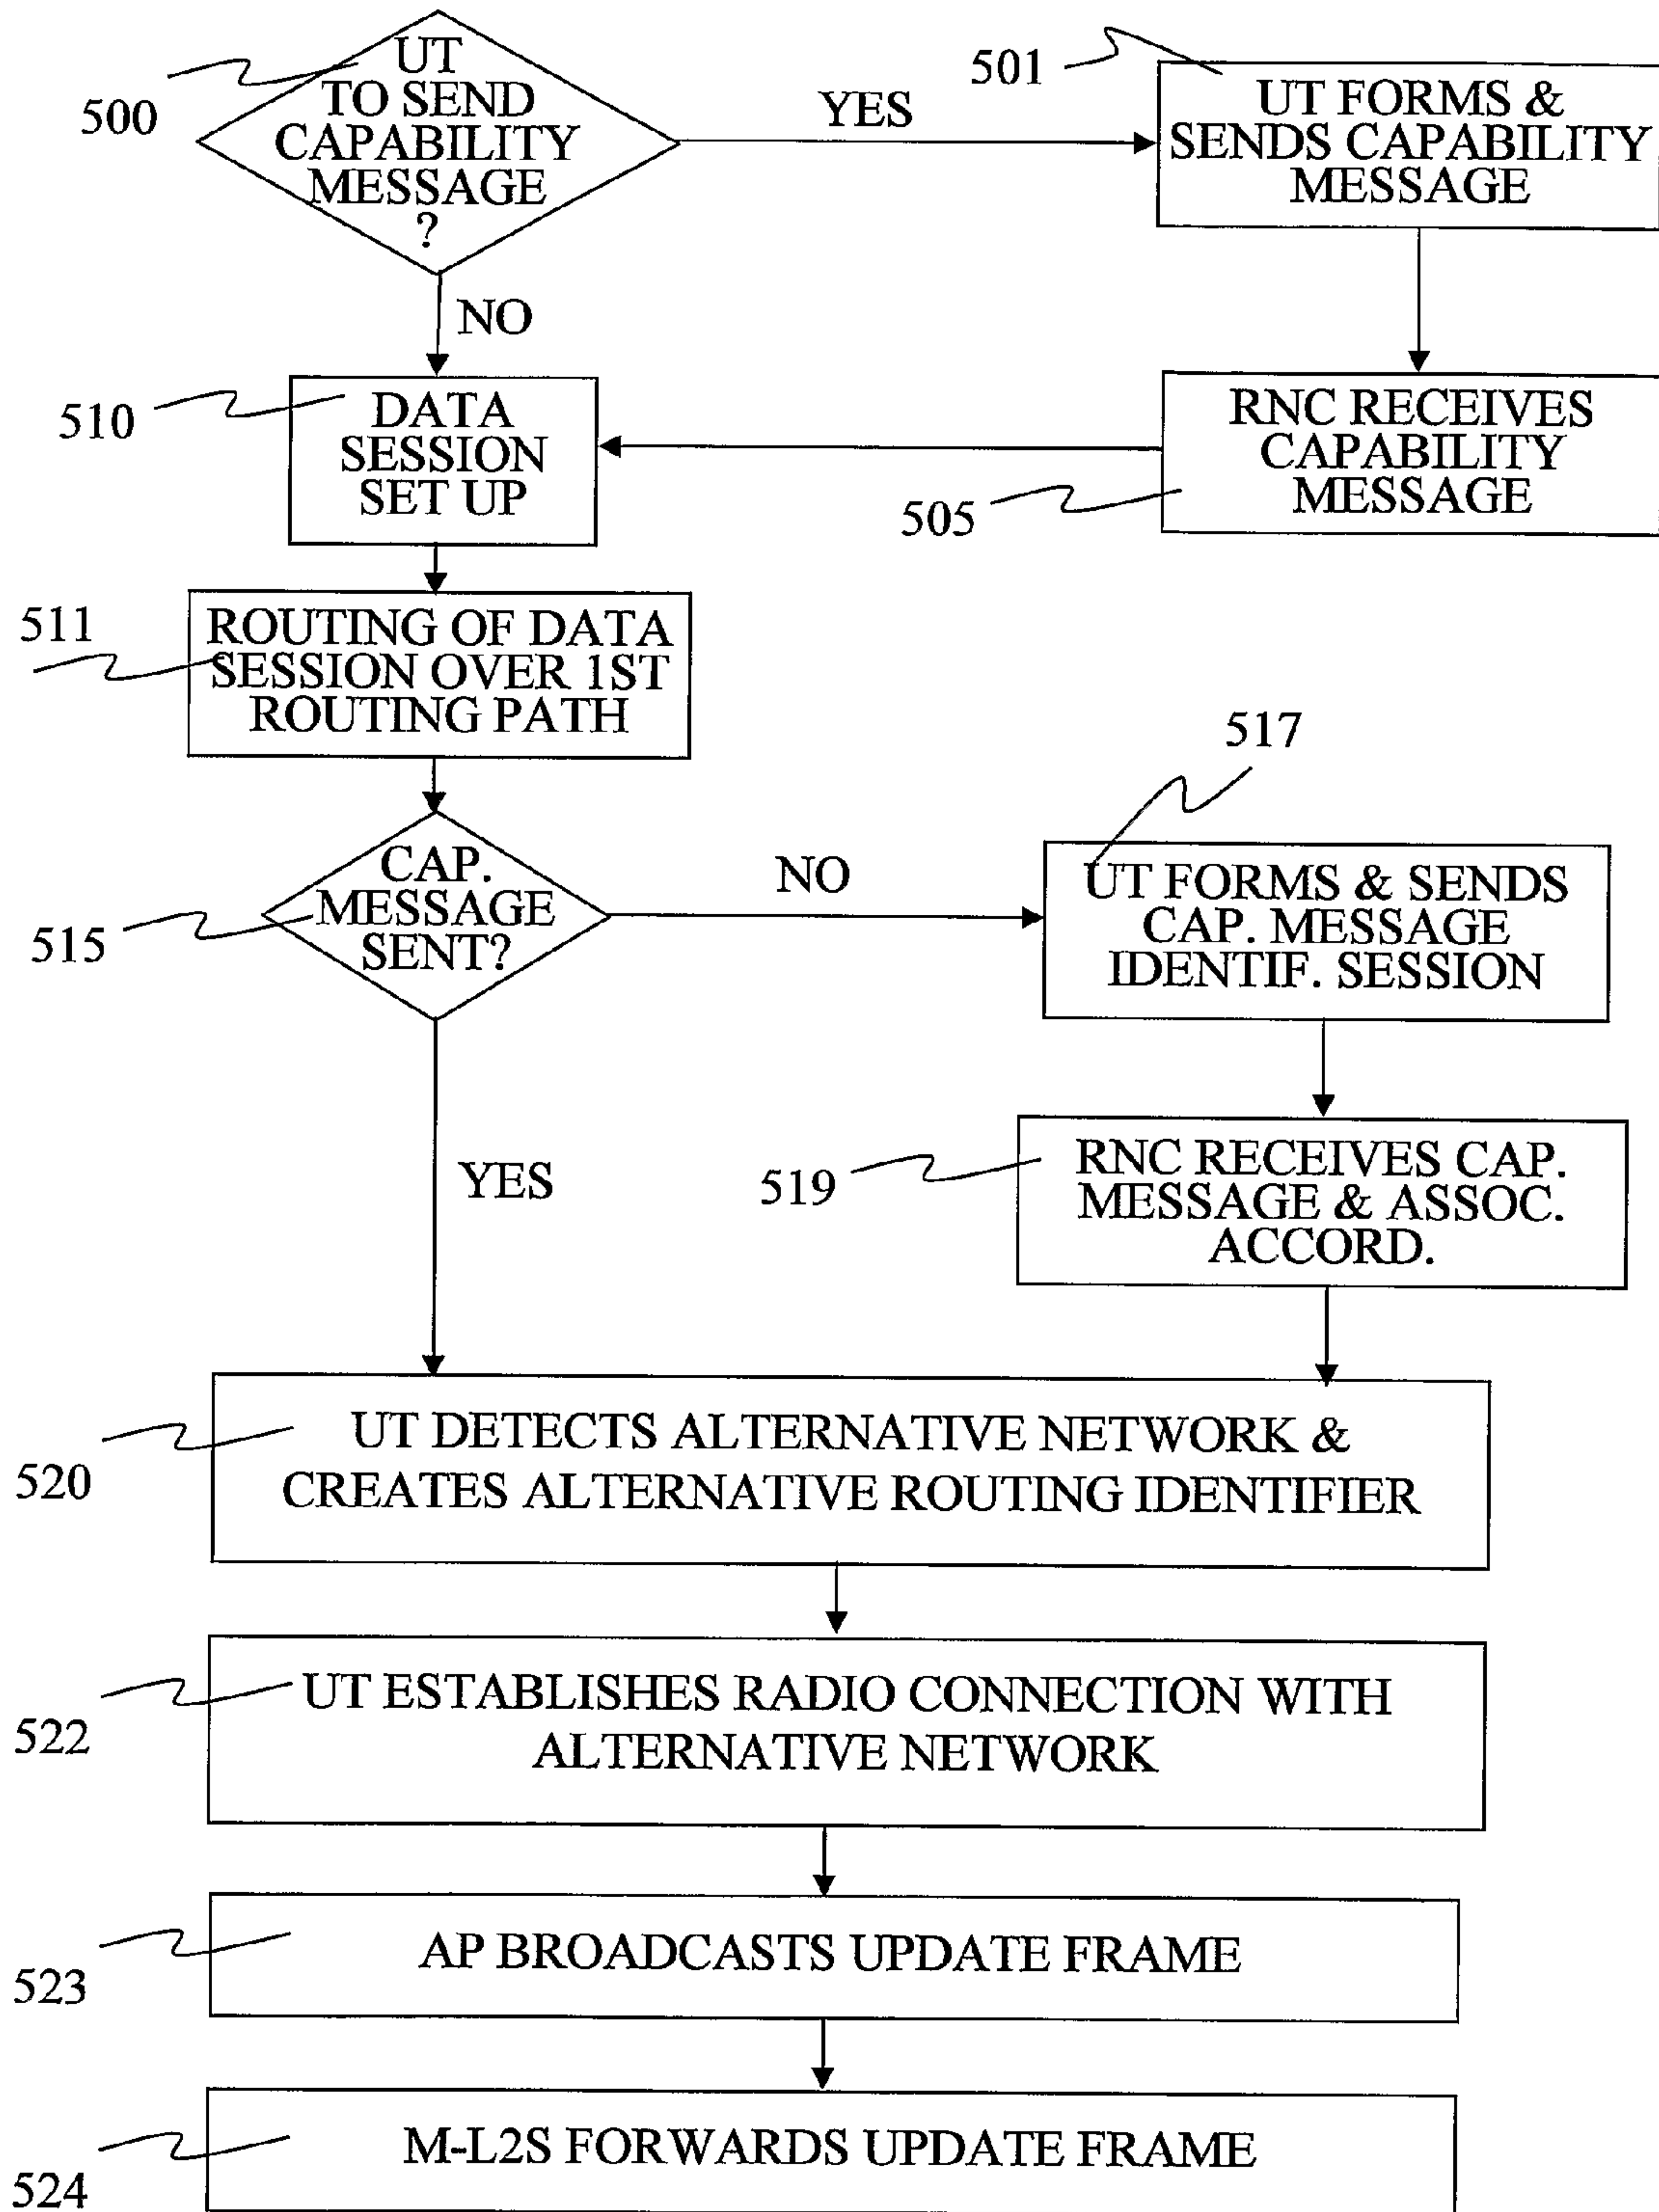 UT
TO SEND
CAPABILITY
MESSAGE
?
500
YES
501
UT FORMS &
SENDS CAPABILITY
MESSAGE
NO
510
DATA
SESSION
SET UP
RNC RECEIVES
CAPABILITY
MESSAGE
505
511
ROUTING OF DATA
SESSION OVER 1ST
ROUTING PATH
517
CAP.
MESSAGE
SENT?
515
NO
UT FORMS & SENDS
CAP. MESSAGE
IDENTIF. SESSION
YES
519
RNC RECEIVES CAP.
MESSAGE & ASSOC.
ACCORD.
UT DETECTS ALTERNATIVE NETWORK &
CREATES ALTERNATIVE ROUTING IDENTIFIER
520
UT ESTABLISHES RADIO CONNECTION WITH
ALTERNATIVE NETWORK
522
AP BROADCASTS UPDATE FRAME
523
M-L2S FORWARDS UPDATE FRAME
524